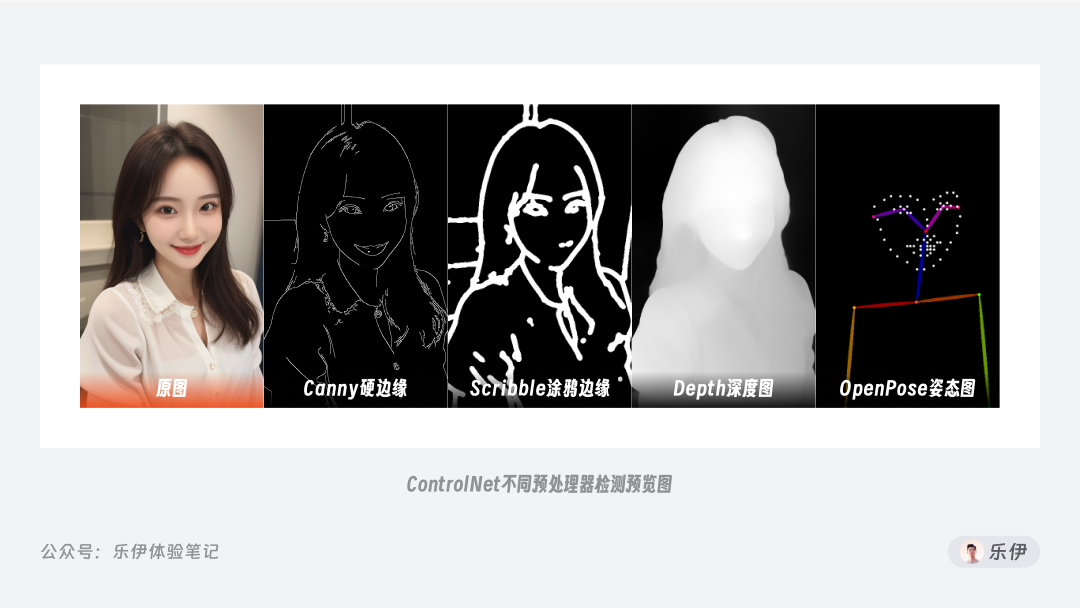 原图
Canny硬边缘
Scribble涂鸦边缘
Depth深度图
OpenPose姿态图
ControlNet不同预处理器检测预览图
公众号：乐伊体验笔记
乐伊